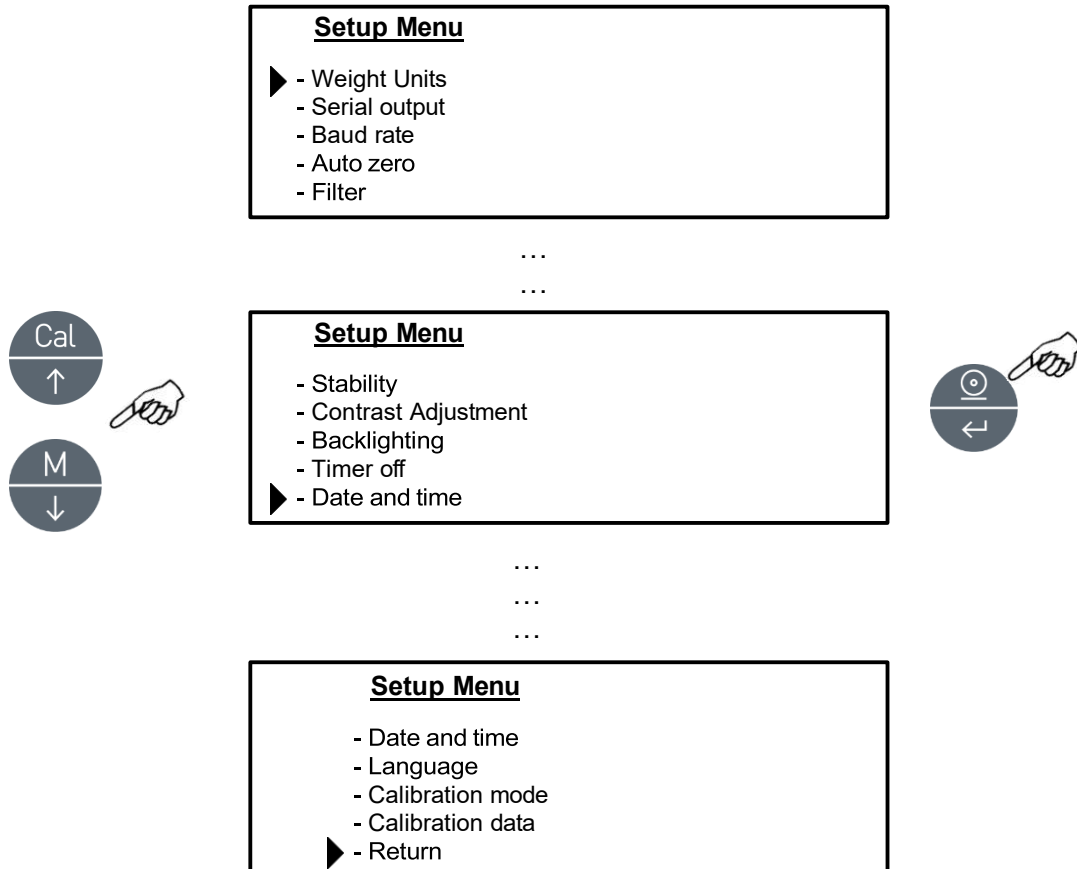 Setup Menu
- Weight Units
- Serial output
- Baud rate
- Auto zero
- Filter
...
...
Cal
↑
M
↓
Setup Menu
- Stability
- Contrast Adjustment
- Backlighting
- Timer off
- Date and time
...
...
...
Setup Menu
- Date and time
- Language
- Calibration mode
- Calibration data
- Return